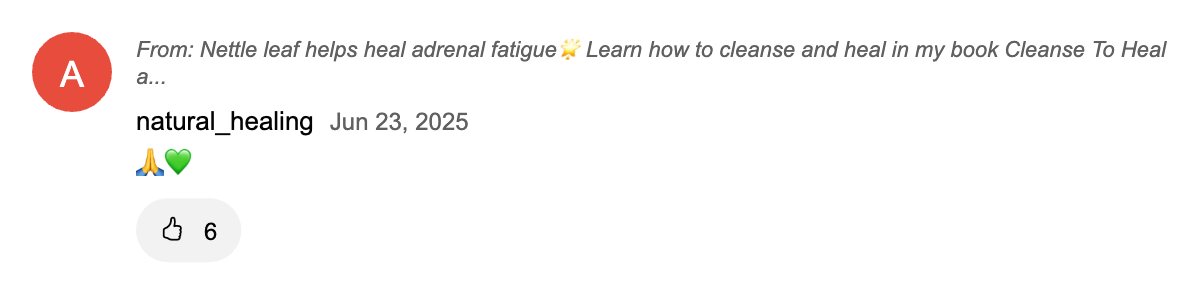 A
From: Nettle leaf helps heal adrenal fatigue🌟 Learn how to cleanse and heal in my book Cleanse To Heal
a...
natural_healing Jun 23, 2025
🙏💚
6